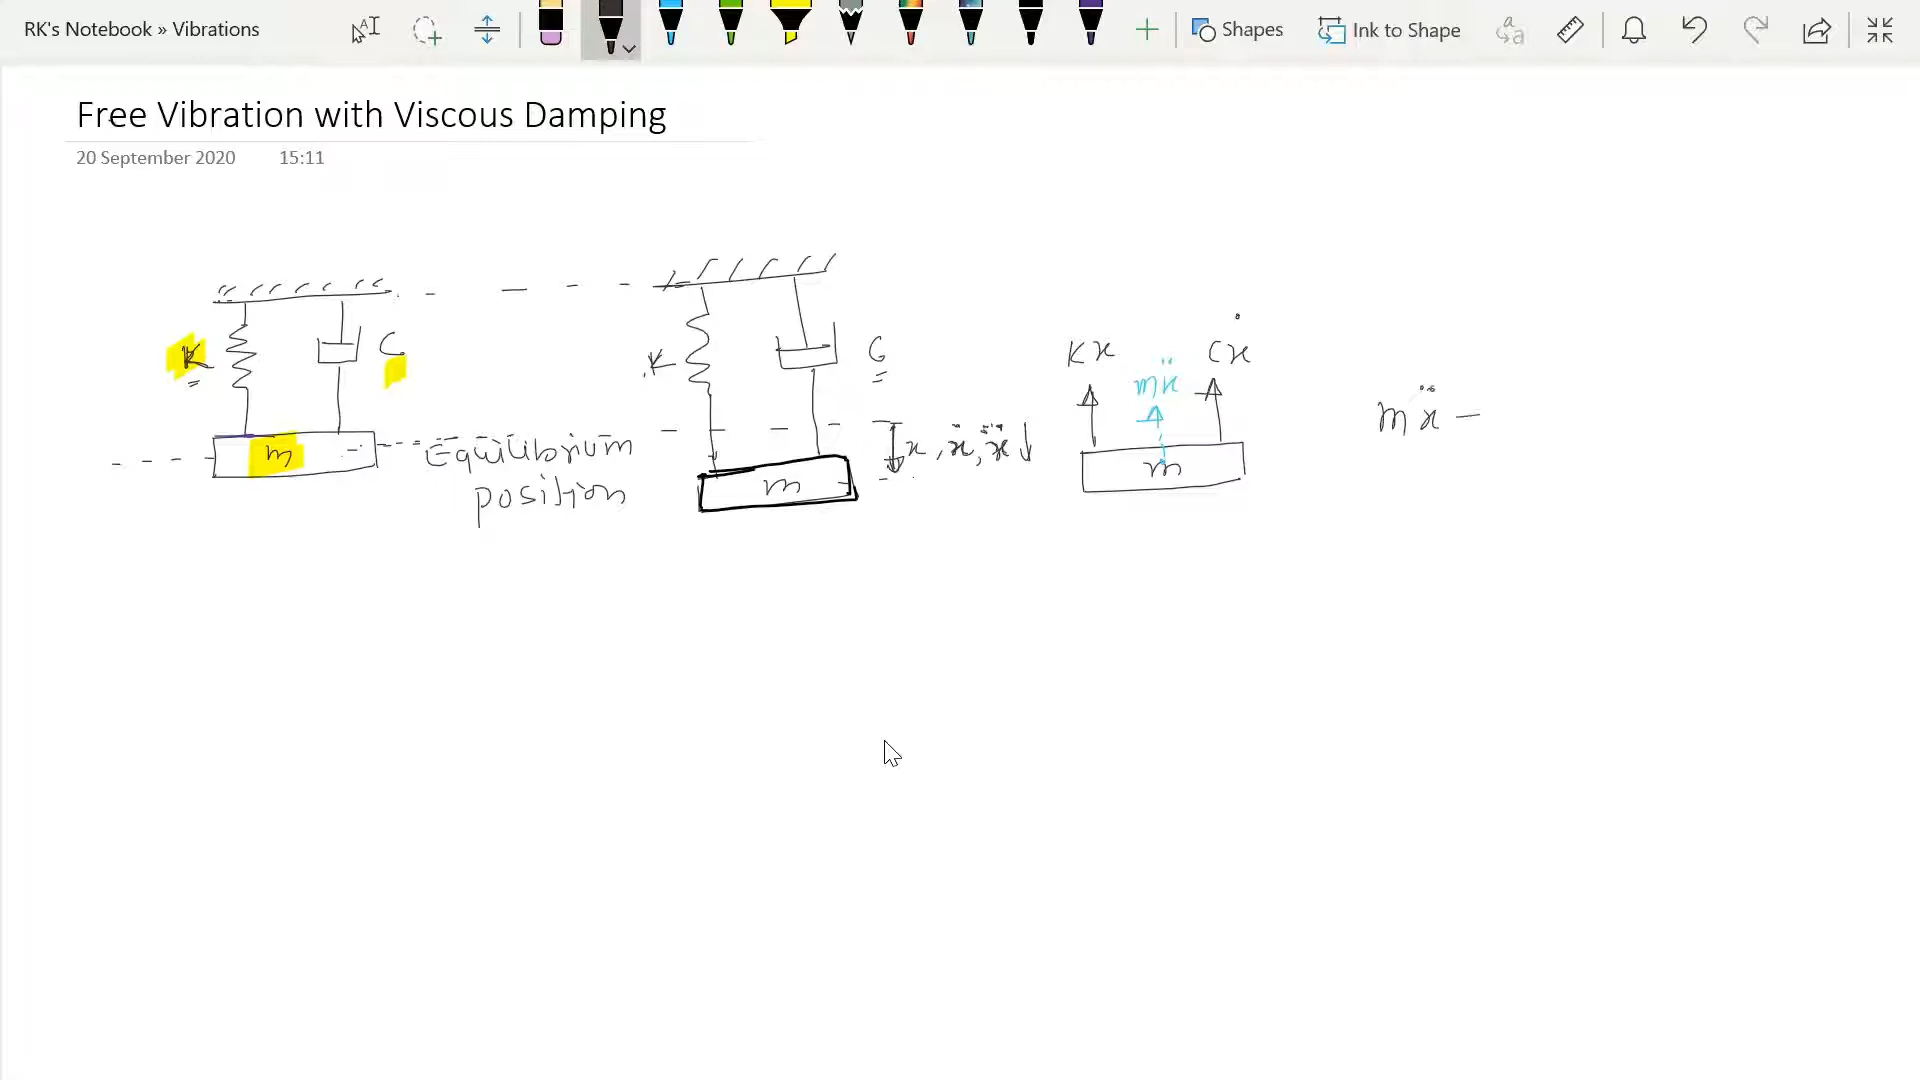 RK's Notebook » Vibrations
Shapes
Ink to Shape
Free Vibration with Viscous Damping
20 September 2020 15:11
K
C
m
Equilibrium
position
K
C
m
x, ẋ, ẍ
Kx
mẍ
Cẋ
m
mẍ –